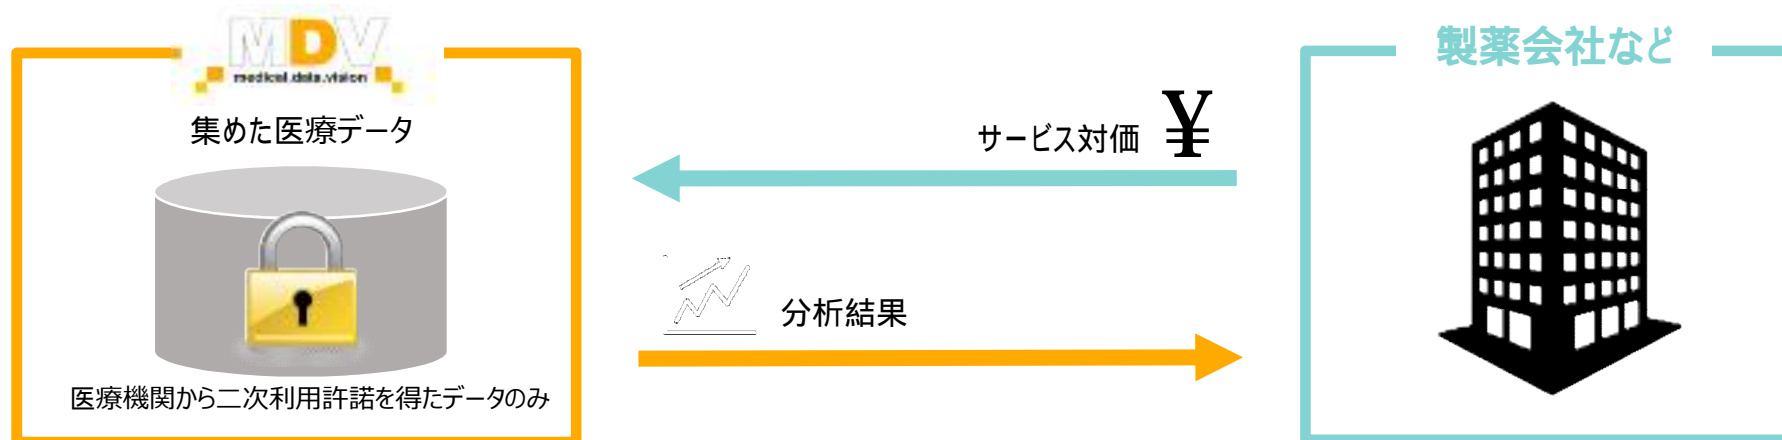 MDV
medical.data.vision
集めた医療データ
医療機関から二次利用許諾を得たデータのみ
サービス対価 ¥
分析結果
製薬会社など